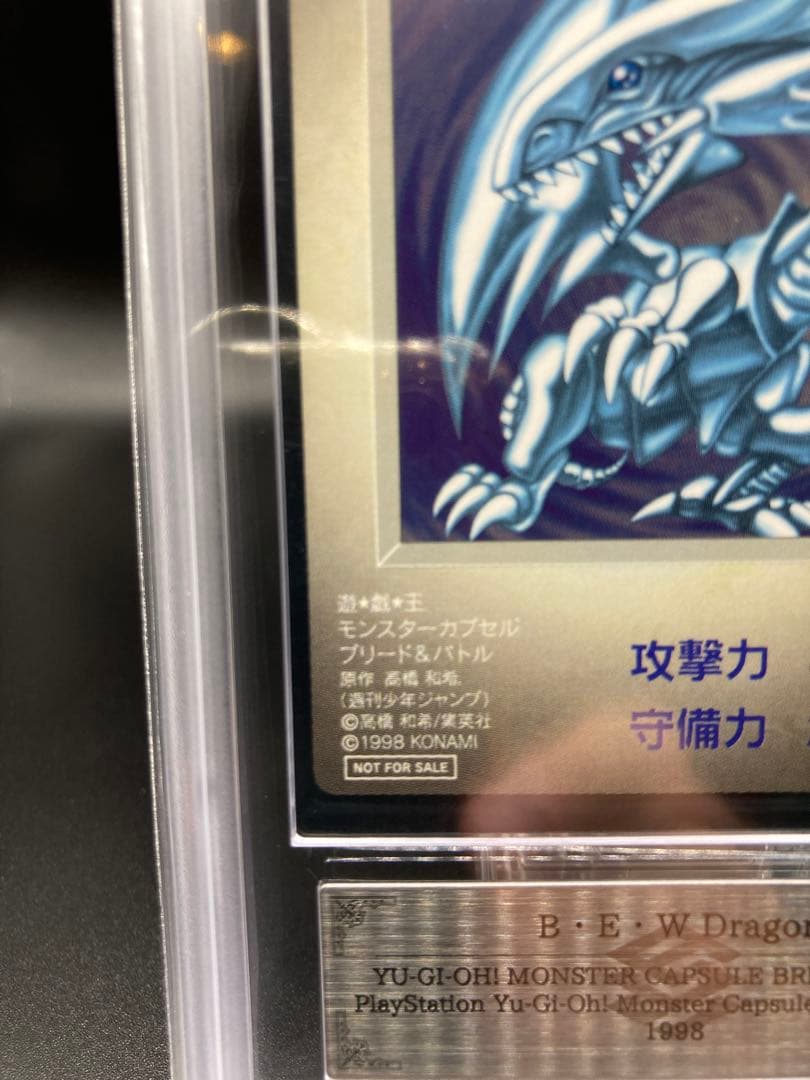 遊★戯★王
モンスターカプセル
ブリード&バトル
原作 高橋 和希
(週刊少年ジャンプ)
©高橋 和希/集英社
©1998 KONAMI
NOT FOR SALE
攻撃力
守備力
B・E・W Dragon
YU-GI-OH! MONSTER CAPSULE BR
PlayStation Yu-Gi-Oh! Monster Capsule
1998